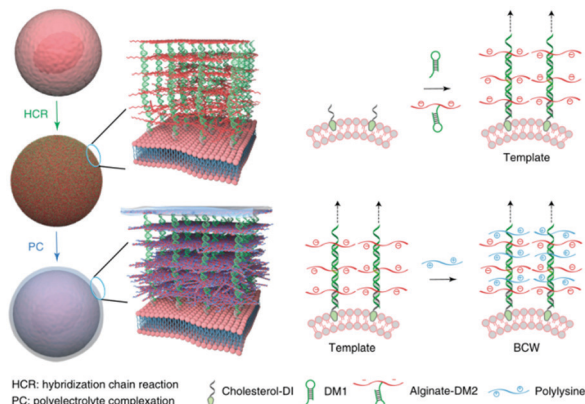 HCR
PC
Template
Template
BCW
HCR: hybridization chain reaction
PC: polyelectrolyte complexation
Cholesterol-DI
DM1
Alginate-DM2
Polylysine